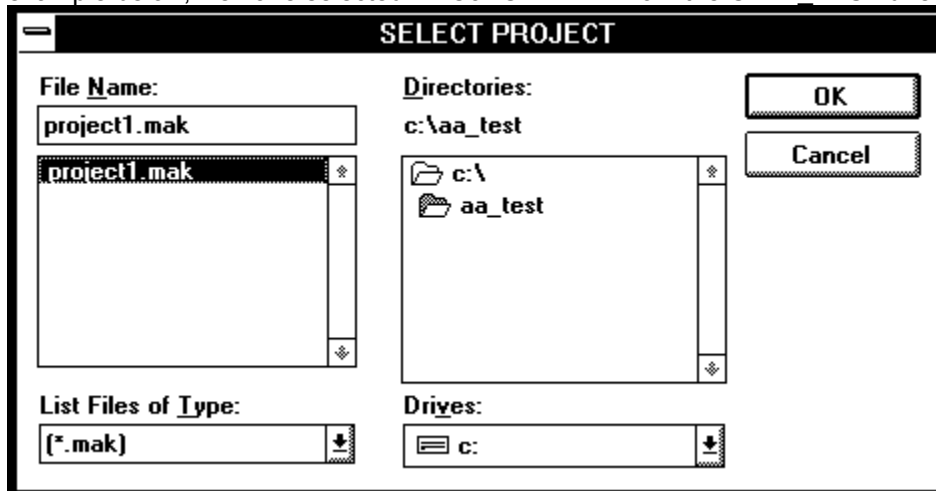 SELECT PROJECT
File Name:
project1.mak
project1.mak
List Files of Type:
(*.mak)
Directories:
c:\aa_test
c:\
aa_test
Drives:
c:
OK
Cancel